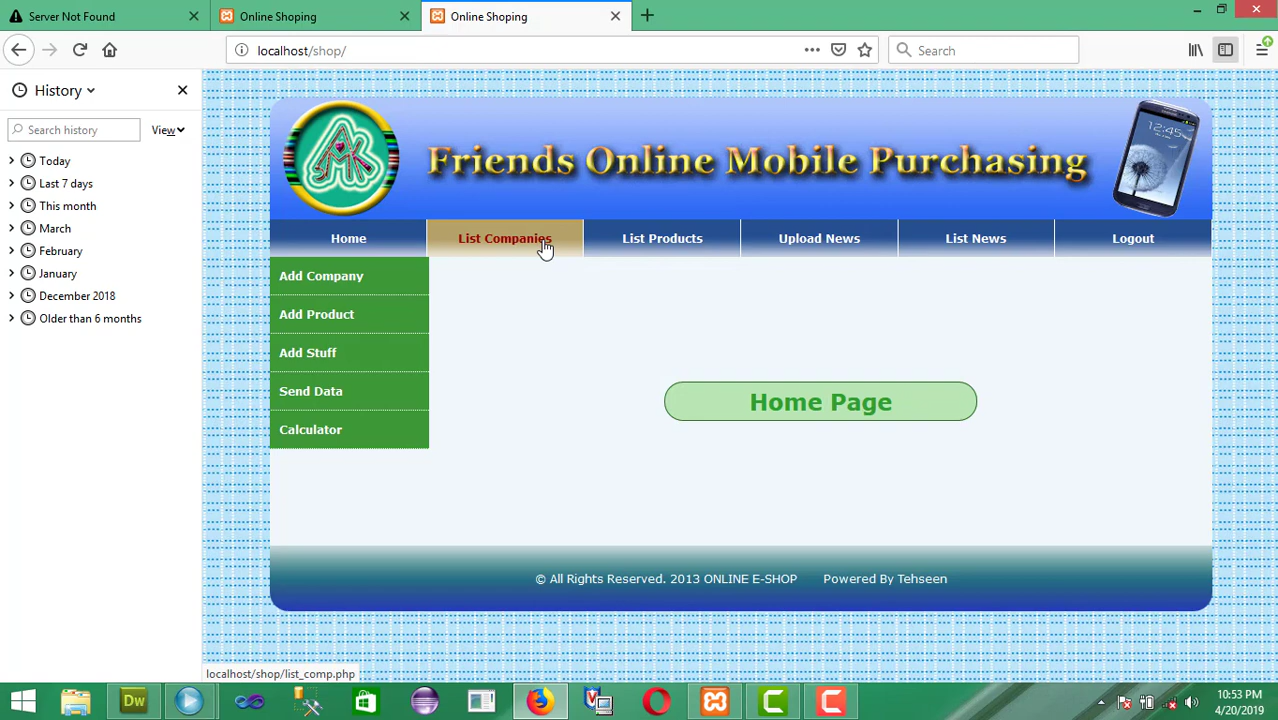 Server Not Found
Online Shoping
Online Shoping
localhost/shop/
Search
History
Search history
View
Today
Last 7 days
This month
March
February
January
December 2018
Older than 6 months
Friends Online Mobile Purchasing
12:45
Home
List Companies
List Products
Upload News
List News
Logout
Add Company
Add Product
Add Stuff
Send Data
Calculator
Home Page
© All Rights Reserved. 2013 ONLINE E-SHOP Powered By Tehseen
localhost/shop/list_comp.php
Dw
10:53 PM
4/20/2019